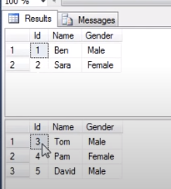 100 %
Results Messages
Id Name Gender
1 1 Ben Male
2 2 Sara Female
Id Name Gender
1 3 Tom Male
2 4 Pam Female
3 5 David Male